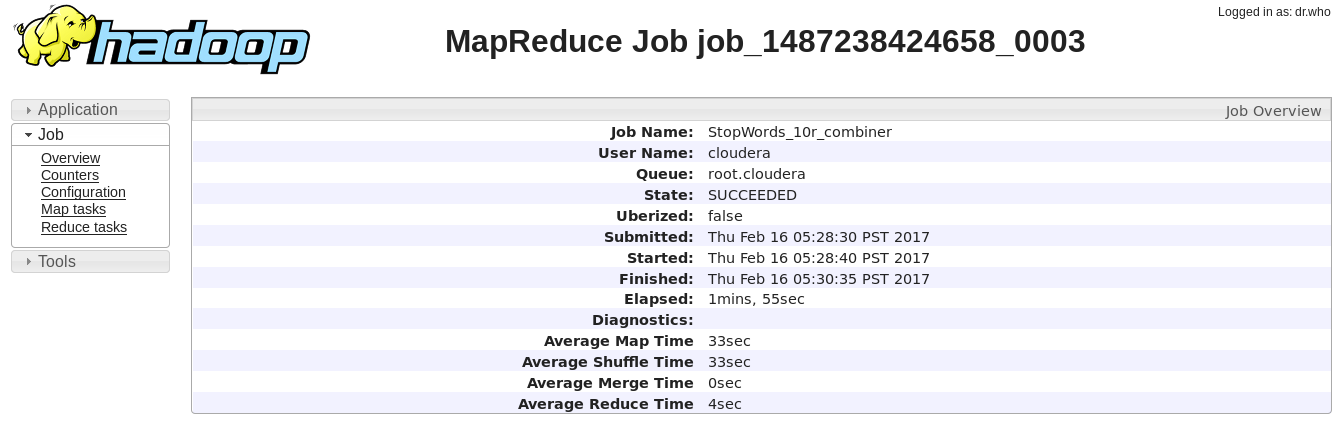 Logged in as: dr.who
hadoop
MapReduce Job job_1487238424658_0003
Application
Job
Overview
Counters
Configuration
Map tasks
Reduce tasks
Tools
Job Overview
Job Name: StopWords_10r_combiner
User Name: cloudera
Queue: root.cloudera
State: SUCCEEDED
Uberized: false
Submitted: Thu Feb 16 05:28:30 PST 2017
Started: Thu Feb 16 05:28:40 PST 2017
Finished: Thu Feb 16 05:30:35 PST 2017
Elapsed: 1mins, 55sec
Diagnostics:
Average Map Time 33sec
Average Shuffle Time 33sec
Average Merge Time 0sec
Average Reduce Time 4sec